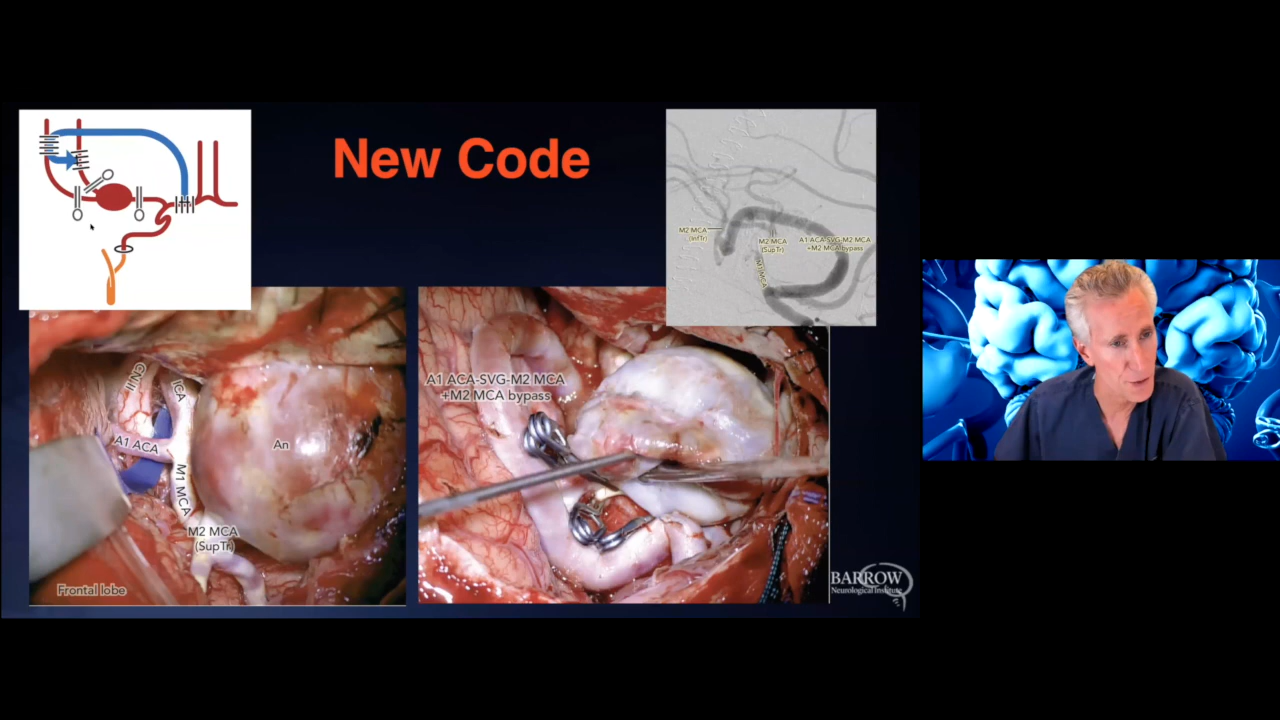 New Code
M2 MCA
(InfTr)
M2 MCA
(SupTr)
A1 ACA-SVG-M2 MCA
+M2 MCA bypass
M1 MCA
CN II
ICA
A1 ACA
An
M1 MCA
M2 MCA
(SupTr)
Frontal lobe
A1 ACA-SVG-M2 MCA
+M2 MCA bypass
BARROW
Neurological Institute